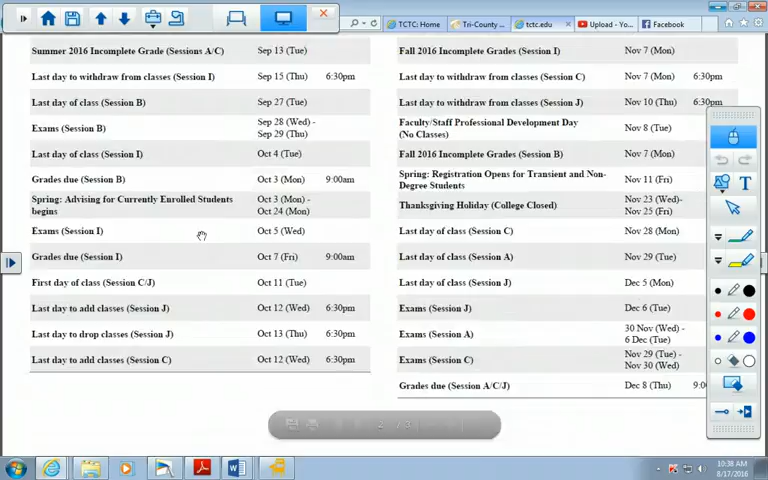 TCTC: Home
Tri-County ...
tctc.edu
Upload - Yo...
Facebook
Summer 2016 Incomplete Grade (Sessions A/C) Sep 13 (Tue)
Last day to withdraw from classes (Session I) Sep 15 (Thu) 6:30pm
Last day of class (Session B) Sep 27 (Tue)
Exams (Session B) Sep 28 (Wed) -
Sep 29 (Thu)
Last day of class (Session I) Oct 4 (Tue)
Grades due (Session B) Oct 3 (Mon) 9:00am
Spring: Advising for Currently Enrolled Students Oct 3 (Mon) -
begins Oct 24 (Mon)
Exams (Session I) Oct 5 (Wed)
Grades due (Session I) Oct 7 (Fri) 9:00am
First day of class (Session C/J) Oct 11 (Tue)
Last day to add classes (Session J) Oct 12 (Wed) 6:30pm
Last day to drop classes (Session J) Oct 13 (Thu) 6:30pm
Last day to add classes (Session C) Oct 12 (Wed) 6:30pm
Fall 2016 Incomplete Grades (Session I) Nov 7 (Mon)
Last day to withdraw from classes (Session C) Nov 7 (Mon) 6:30pm
Last day to withdraw from classes (Session J) Nov 10 (Thu) 6:30pm
Faculty/Staff Professional Development Day Nov 8 (Tue)
(No Classes)
Fall 2016 Incomplete Grades (Session B) Nov 7 (Mon)
Spring: Registration Opens for Transient and Non- Nov 11 (Fri)
Degree Students
Thanksgiving Holiday (College Closed) Nov 23 (Wed)-
Nov 25 (Fri)
Last day of class (Session C) Nov 28 (Mon)
Last day of class (Session A) Nov 29 (Tue)
Last day of class (Session J) Dec 5 (Mon)
Exams (Session J) Dec 6 (Tue)
Exams (Session A) 30 Nov (Wed) -
6 Dec (Tue)
Exams (Session C) Nov 29 (Tue) -
Nov 30 (Wed)
Grades due (Session A/C/J) Dec 8 (Thu) 9:0
T
10:38 AM
8/17/2016